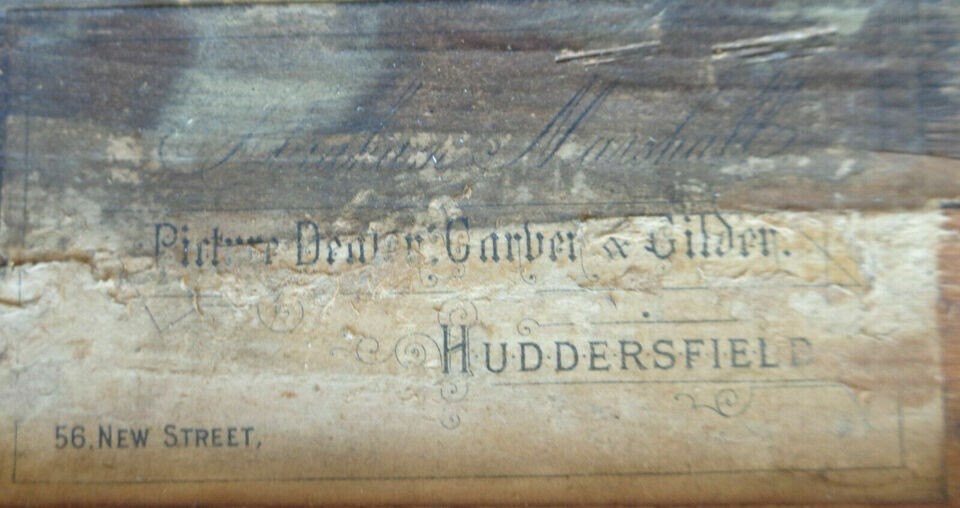 Marshall
Picture Dealer, Carver & Gilder.
HUDDERSFIELD
56, NEW STREET,